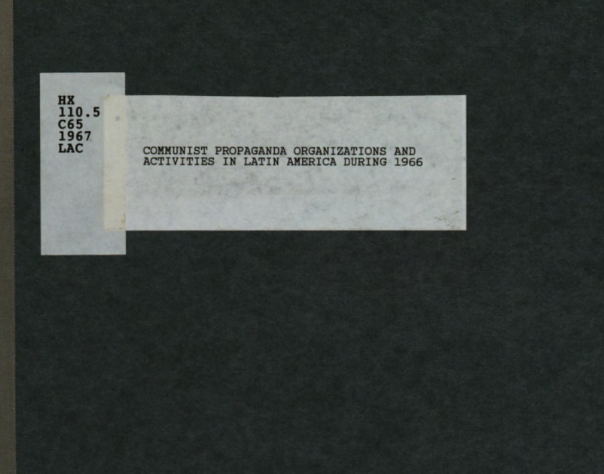 HX
110.5
C65
1967
LAC
COMMUNIST PROPAGANDA ORGANIZATIONS AND
ACTIVITIES IN LATIN AMERICA DURING 1966